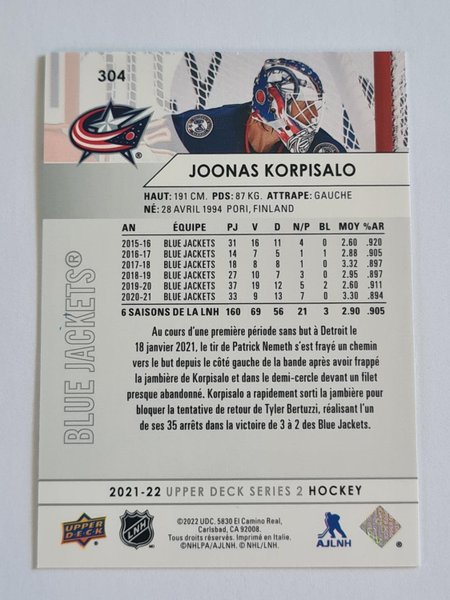 304
JOONAS KORPISALO
HAUT: 191 CM. PDS: 87 KG. ATTRAPE: GAUCHE
NÉ: 28 AVRIL 1994 PORI, FINLAND
AN ÉQUIPE PJ V D N/P BL MOY %AR
2015-16 BLUE JACKETS 31 16 11 4 0 2.60 .920
2016-17 BLUE JACKETS 14 7 5 1 1 2.88 .905
2017-18 BLUE JACKETS 18 8 8 1 0 3.32 .897
2018-19 BLUE JACKETS 27 10 7 3 0 2.95 .897
2019-20 BLUE JACKETS 37 19 12 5 2 2.60 .911
2020-21 BLUE JACKETS 33 9 13 7 0 3.30 .894
6 SAISONS DE LA LNH 160 69 56 21 3 2.90 .905
BLUE JACKETS®
Au cours d'une première période sans but à Detroit le
18 janvier 2021, le tir de Patrick Nemeth s'est frayé un chemin
vers le but depuis le côté gauche de la bande après avoir frappé
la jambière de Korpisalo et dans le demi-cercle devant un filet
presque abandonné. Korpisalo a rapidement sorti la jambière pour
bloquer la tentative de retour de Tyler Bertuzzi, réalisant l'un
de ses 35 arrêts dans la victoire de 3 à 2 des Blue Jackets.
2021-22 UPPER DECK SERIES 2 HOCKEY
UPPER DECK
LNH
©2022 UDC, 5830 El Camino Real,
Carlsbad, CA 92008.
Tous droits réservés. Imprimé en Italie.
©NHLPA/AJLNH. © NHL/LNH.
AJLNH